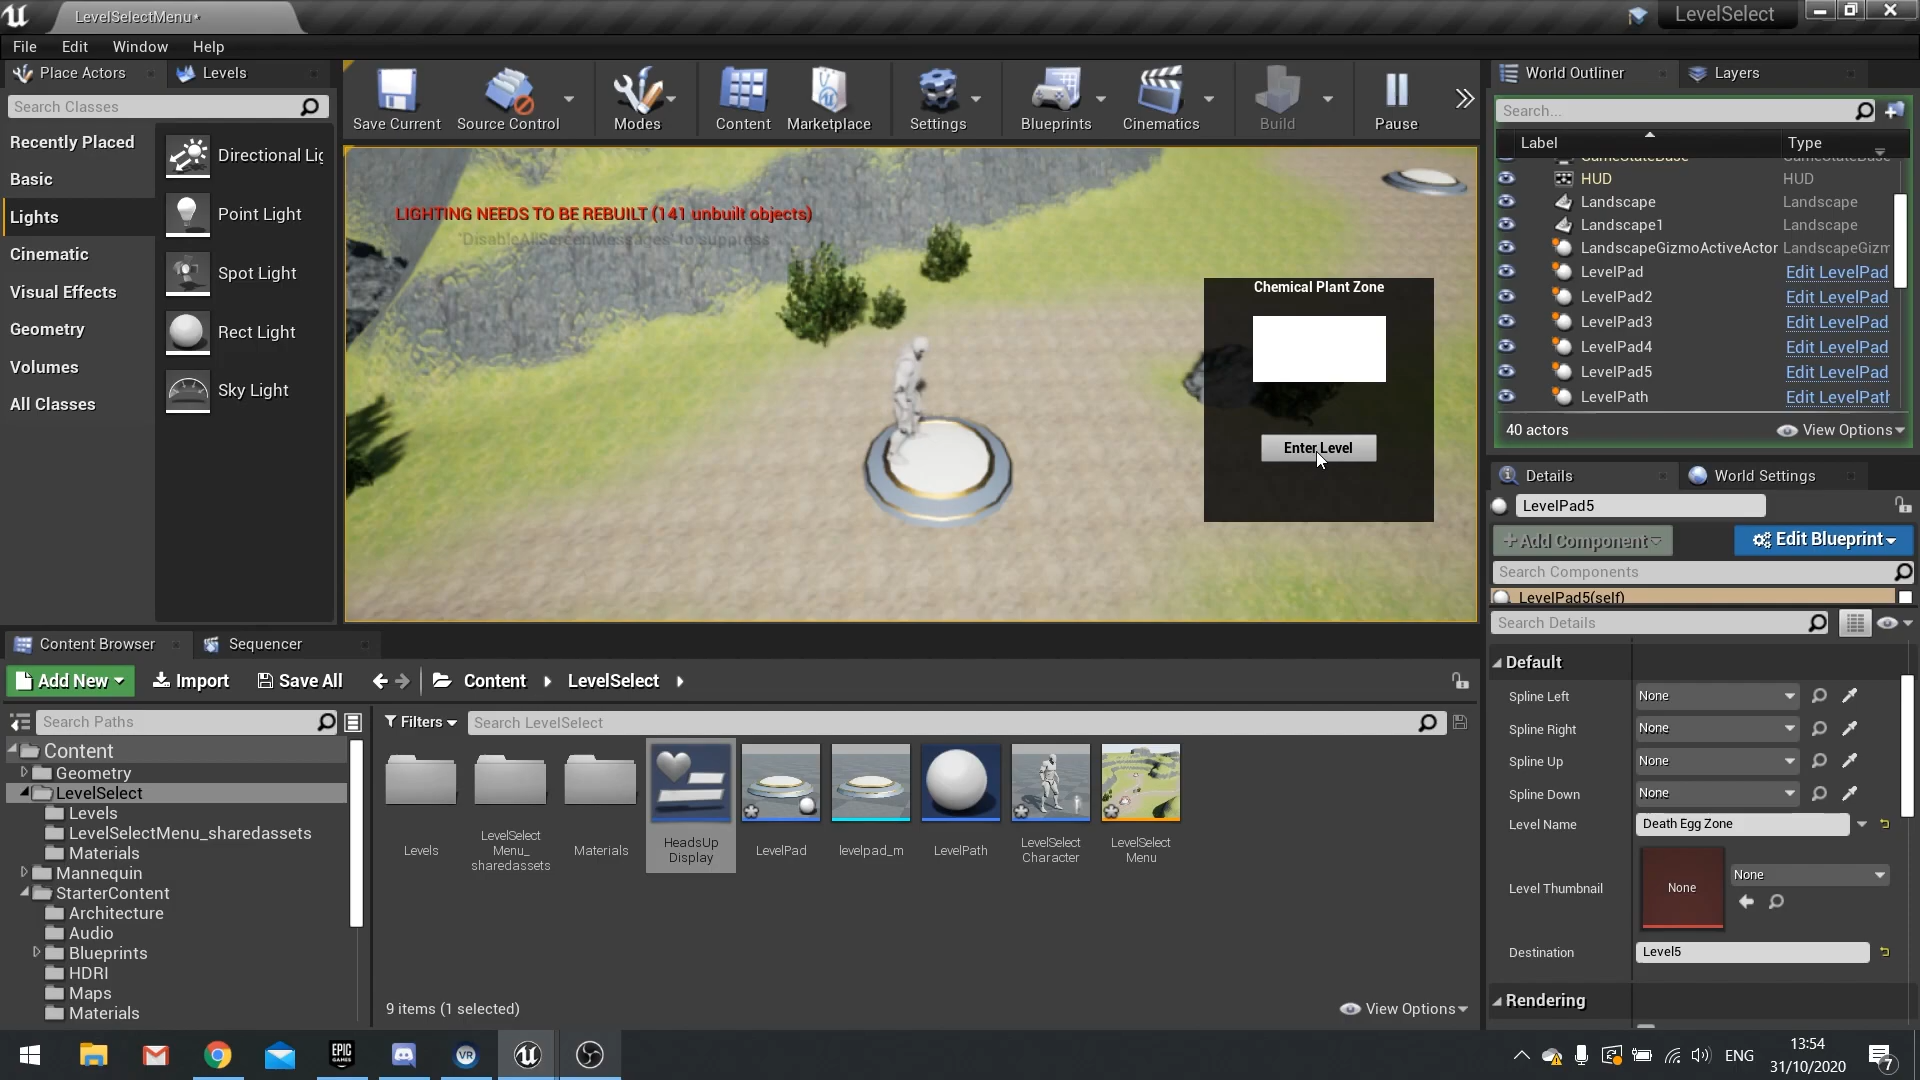 LevelSelectMenu*
LevelSelect
File Edit Window Help
Place Actors
Levels
Search Classes
Recently Placed
Basic
Lights
Cinematic
Visual Effects
Geometry
Volumes
All Classes
Directional Lig
Point Light
Spot Light
Rect Light
Sky Light
Save Current
Source Control
Modes
Content
Marketplace
Settings
Blueprints
Cinematics
Build
Pause
LIGHTING NEEDS TO BE REBUILT (141 unbuilt objects)
'DisableAllScreenMessages' to suppress
Chemical Plant Zone
Enter Level
World Outliner
Layers
Search...
Label Type
GameStateBase GameStateBase
HUD HUD
Landscape Landscape
Landscape1 Landscape
LandscapeGizmoActiveActor LandscapeGizm
LevelPad Edit LevelPad
LevelPad2 Edit LevelPad
LevelPad3 Edit LevelPad
LevelPad4 Edit LevelPad
LevelPad5 Edit LevelPad
LevelPath Edit LevelPath
40 actors
View Options
Details
World Settings
LevelPad5
+Add Component
Edit Blueprint
Search Components
LevelPad5(self)
Search Details
Default
Spline Left None
Spline Right None
Spline Up None
Spline Down None
Level Name Death Egg Zone
Level Thumbnail None None
Destination Level5
Rendering
Content Browser
Sequencer
Add New
Import
Save All
Content
LevelSelect
Search Paths
Filters
Search LevelSelect
Content
Geometry
LevelSelect
Levels
LevelSelectMenu_sharedassets
Materials
Mannequin
StarterContent
Architecture
Audio
Blueprints
HDRI
Maps
Materials
Levels
LevelSelect
Menu_
sharedassets
Materials
HeadsUp
Display
LevelPad
levelpad_m
LevelPath
LevelSelect
Character
LevelSelect
Menu
9 items (1 selected)
View Options
EPIC
GAMES
VR
ENG
13:54
31/10/2020
7